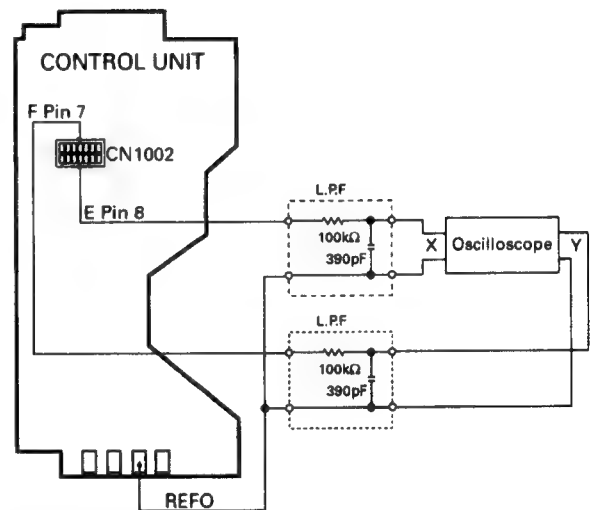 CONTROL UNIT
F Pin 7
CN1002
E Pin 8
L.P.F
100kΩ
390pF
X Oscilloscope Y
L.P.F
100kΩ
390pF
REFO